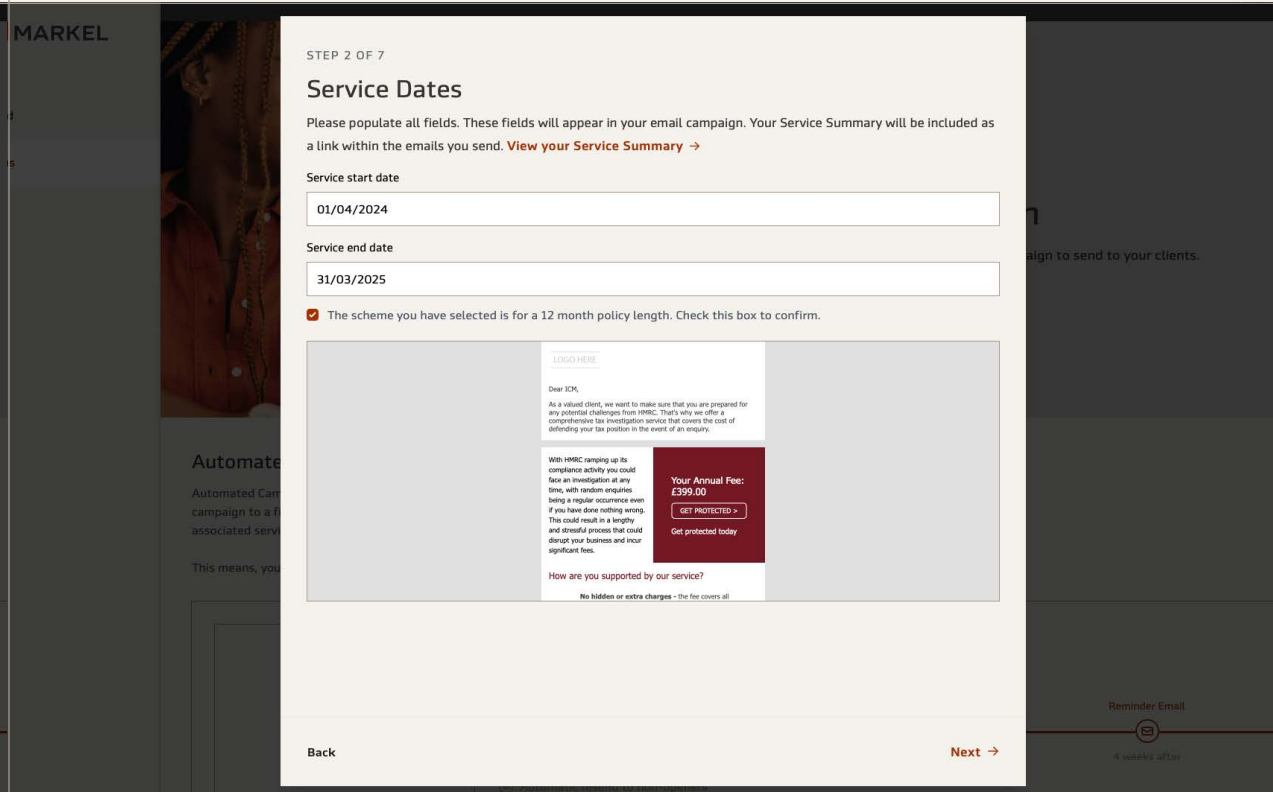 MARKEL
STEP 2 OF 7
Service Dates
Please populate all fields. These fields will appear in your email campaign. Your Service Summary will be included as
a link within the emails you send. View your Service Summary →
Service start date
01/04/2024
Service end date
31/03/2025
The scheme you have selected is for a 12 month policy length. Check this box to confirm.
LOGO HERE
Dear ICM,
As a valued client, we want to make sure that you are prepared for
any potential challenges from HMRC. That's why we offer a
comprehensive tax investigation service that covers the cost of
defending your tax position in the event of an enquiry.
With HMRC ramping up its
compliance activity you could
face an investigation at any
time, with random enquiries
being a regular occurrence even
if you have done nothing wrong.
This could result in a lengthy
and stressful process that could
disrupt your business and incur
significant fees.
Your Annual Fee:
£399.00
GET PROTECTED >
Get protected today
How are you supported by our service?
No hidden or extra charges - the fee covers all
Back
Next →
aign to send to your clients.
Automate
Automated Cam
campaign to a f
associated servi
This means, you
Reminder Email
4 weeks after
Automatic resend to non-openers